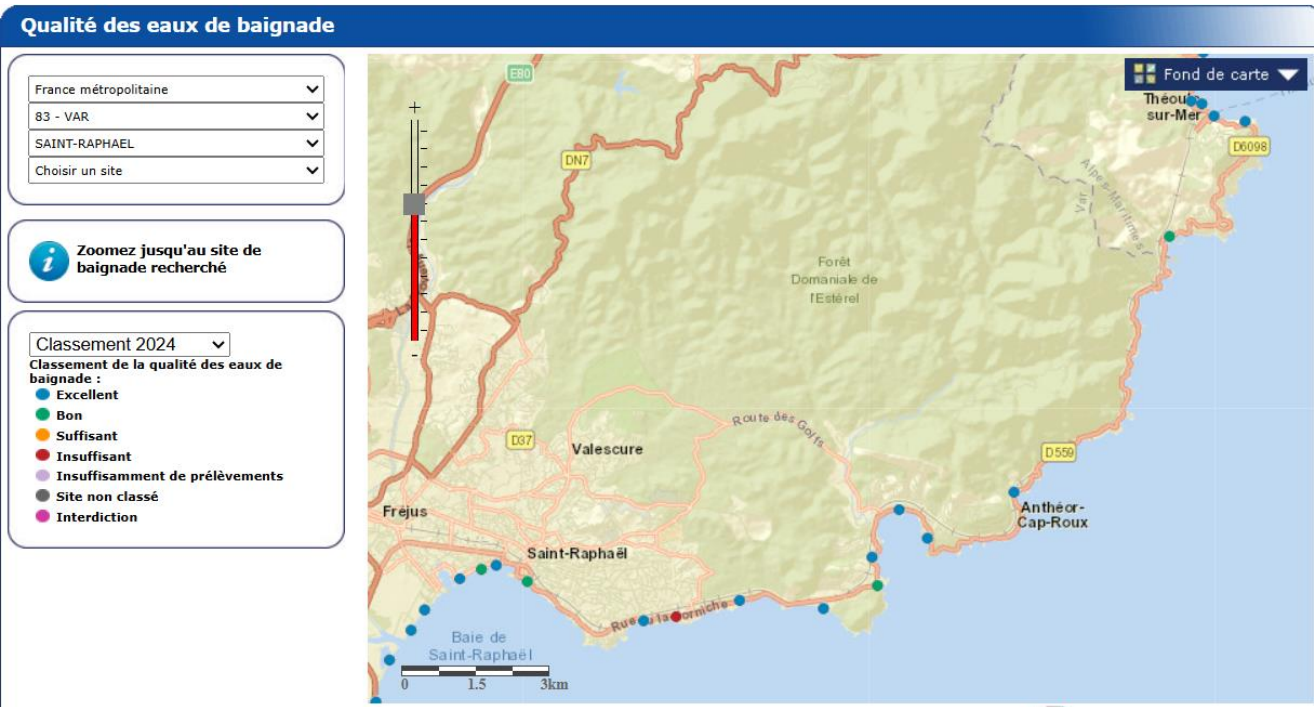 Qualité des eaux de baignade
France métropolitaine
83 - VAR
SAINT-RAPHAEL
Choisir un site
Zoomez jusqu'au site de
baignade recherché
Classement 2024
Classement de la qualité des eaux de
baignade :
Excellent
Bon
Suffisant
Insuffisant
Insuffisamment de prélèvements
Site non classé
Interdiction
Fond de carte
+
-
E80
DN7
Théoule-
sur-Mer
D6098
Alpes-Maritimes
Var
Forêt
Domaniale de
l'Estérel
Route des Golfs
D37
Valescure
D559
Fréjus
Anthéor-
Cap-Roux
Saint-Raphaël
Baie de
Saint-Raphaël
0 1.5 3km